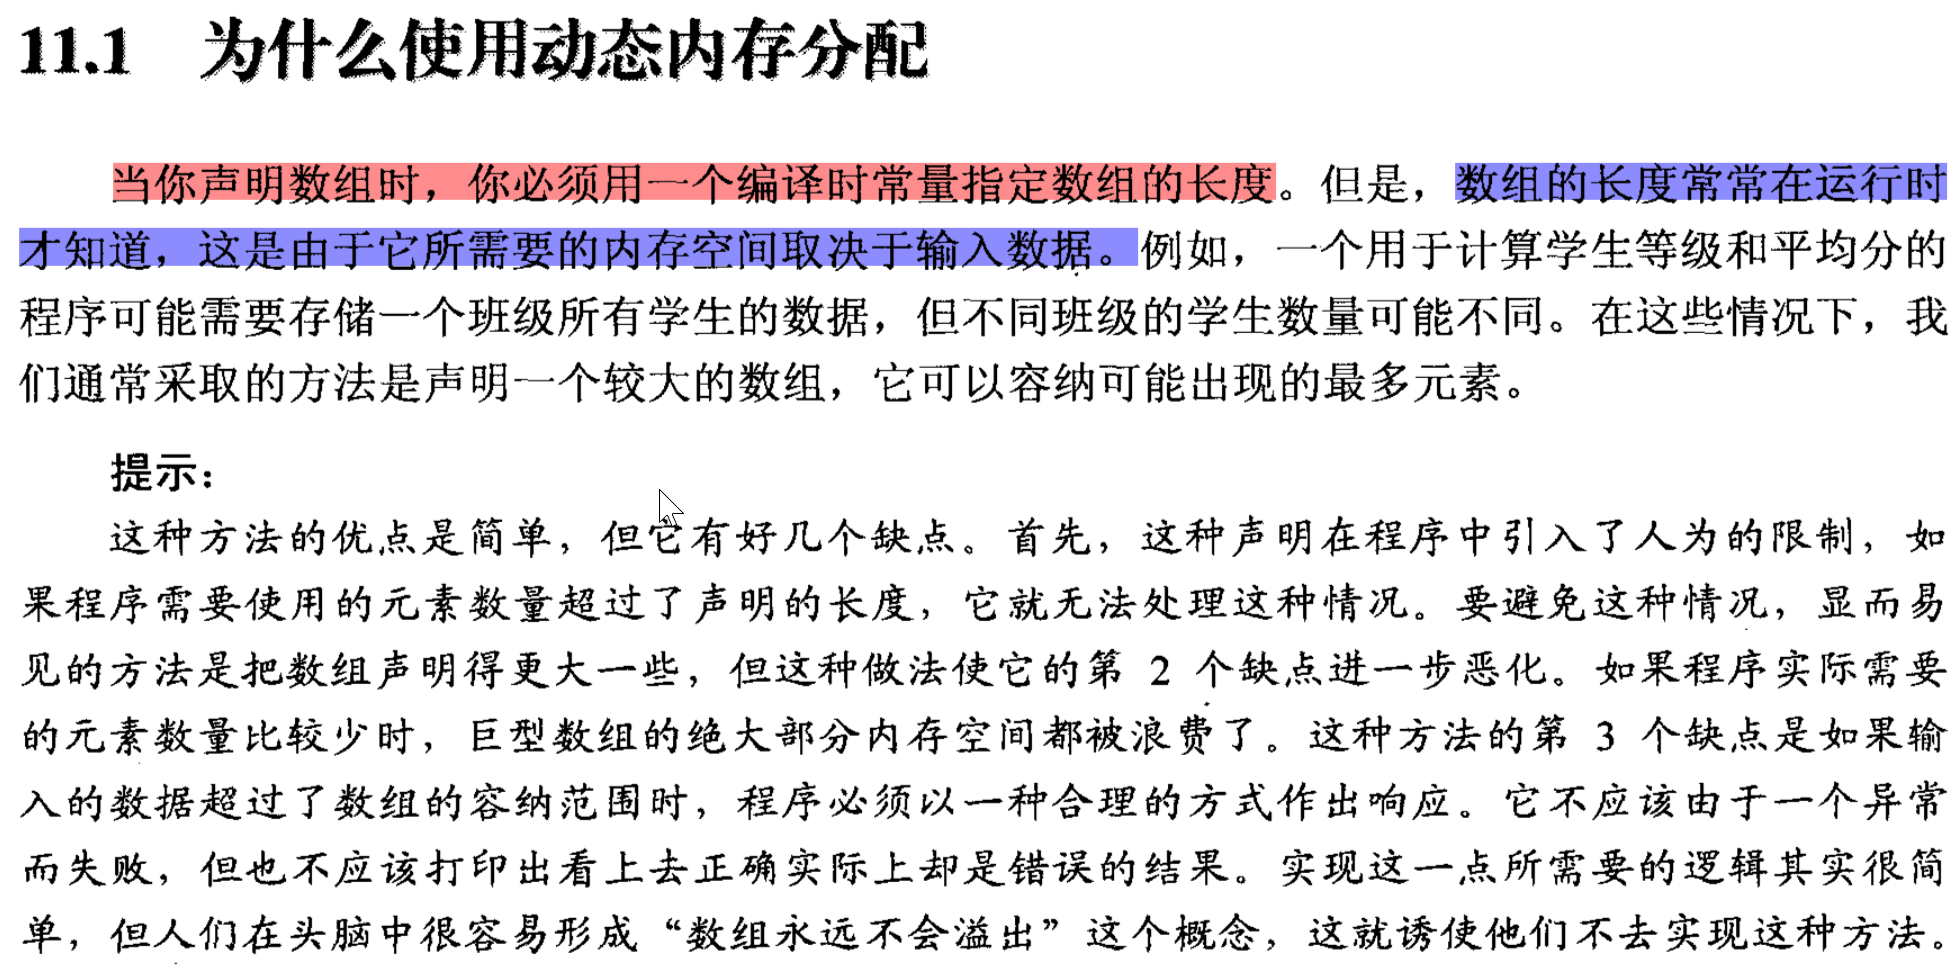 11.1 为什么使用动态内存分配
当你声明数组时，你必须用一个编译时常量指定数组的长度。但是，数组的长度常常在运行时
才知道，这是由于它所需要的内存空间取决于输入数据。例如，一个用于计算学生等级和平均分的
程序可能需要存储一个班级所有学生的数据，但不同班级的学生数量可能不同。在这些情况下，我
们通常采取的方法是声明一个较大的数组，它可以容纳可能出现的最多元素。
提示：
这种方法的优点是简单，但它有好几个缺点。首先，这种声明在程序中引入了人为的限制，如
果程序需要使用的元素数量超过了声明的长度，它就无法处理这种情况。要避免这种情况，显而易
见的方法是把数组声明得更大一些，但这种做法使它的第 2 个缺点进一步恶化。如果程序实际需要
的元素数量比较少时，巨型数组的绝大部分内存空间都被浪费了。这种方法的第 3 个缺点是如果输
入的数据超过了数组的容纳范围时，程序必须以一种合理的方式作出响应。它不应该由于一个异常
而失败，但也不应该打印出看上去正确实际上却是错误的结果。实现这一点所需要的逻辑其实很简
单，但人们在头脑中很容易形成“数组永远不会溢出”这个概念，这就诱使他们不去实现这种方法。